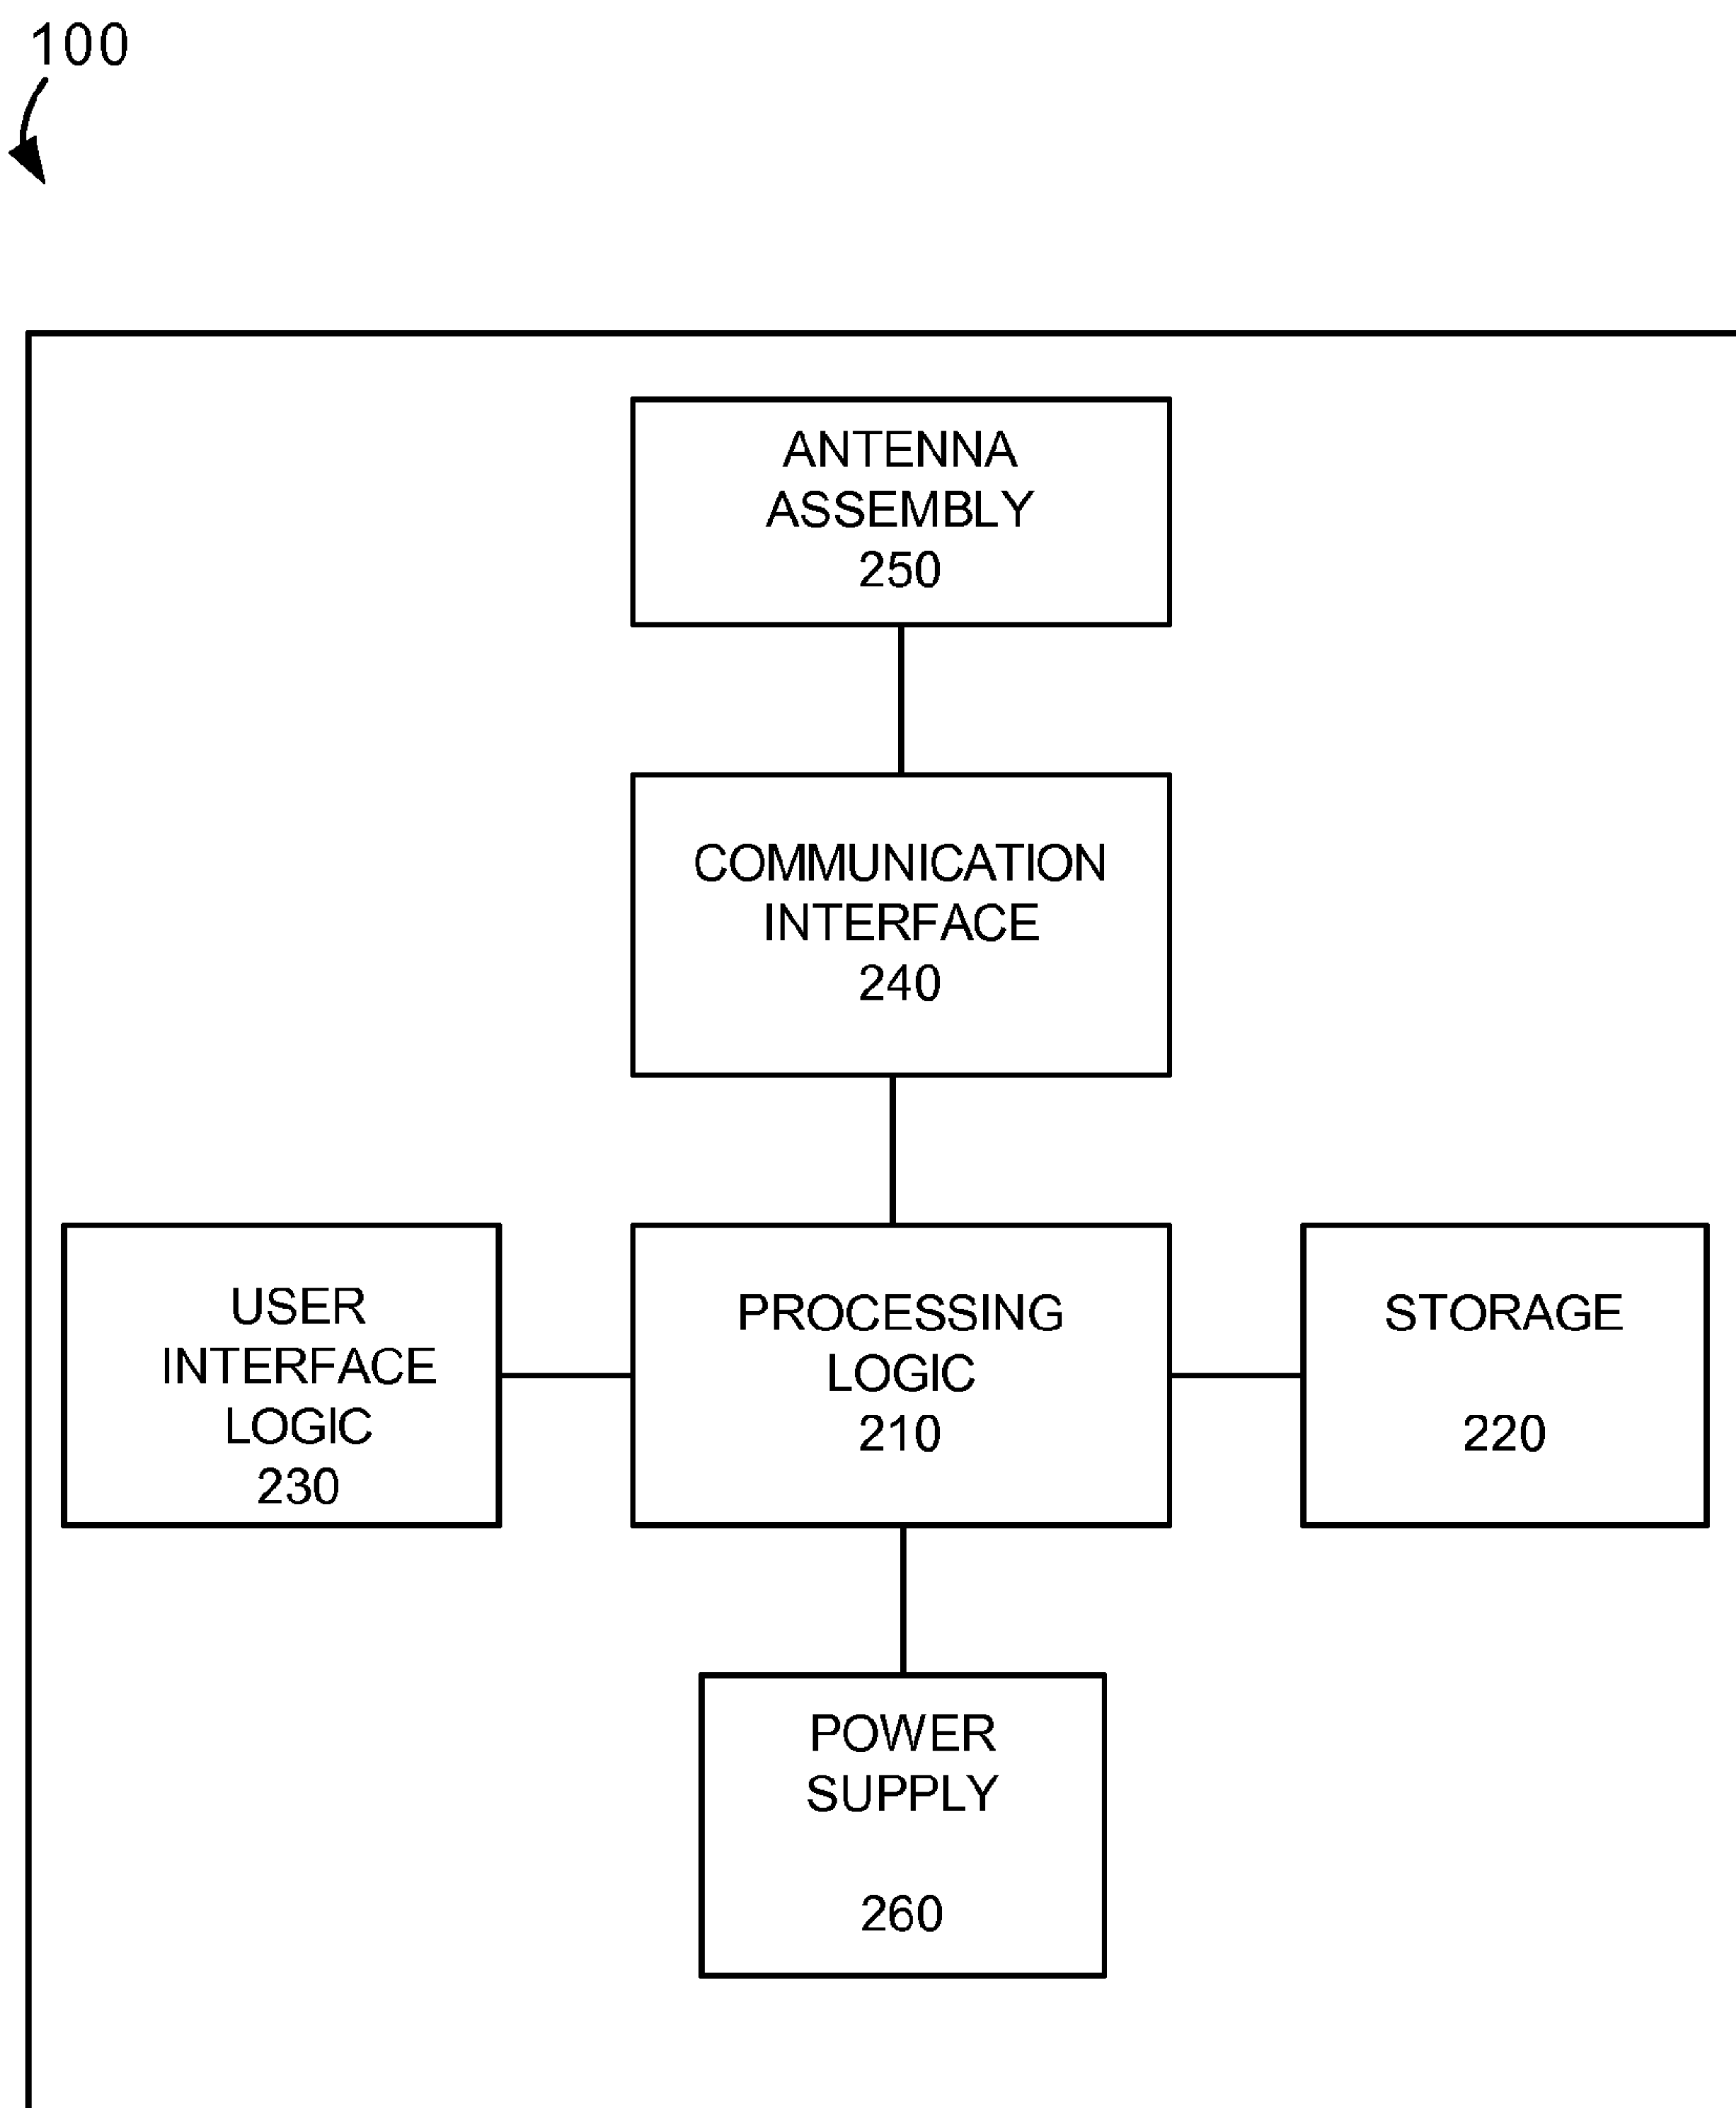 100
ANTENNA
ASSEMBLY
250
COMMUNICATION
INTERFACE
240
USER
INTERFACE
LOGIC
230
PROCESSING
LOGIC
210
STORAGE
220
POWER
SUPPLY
260